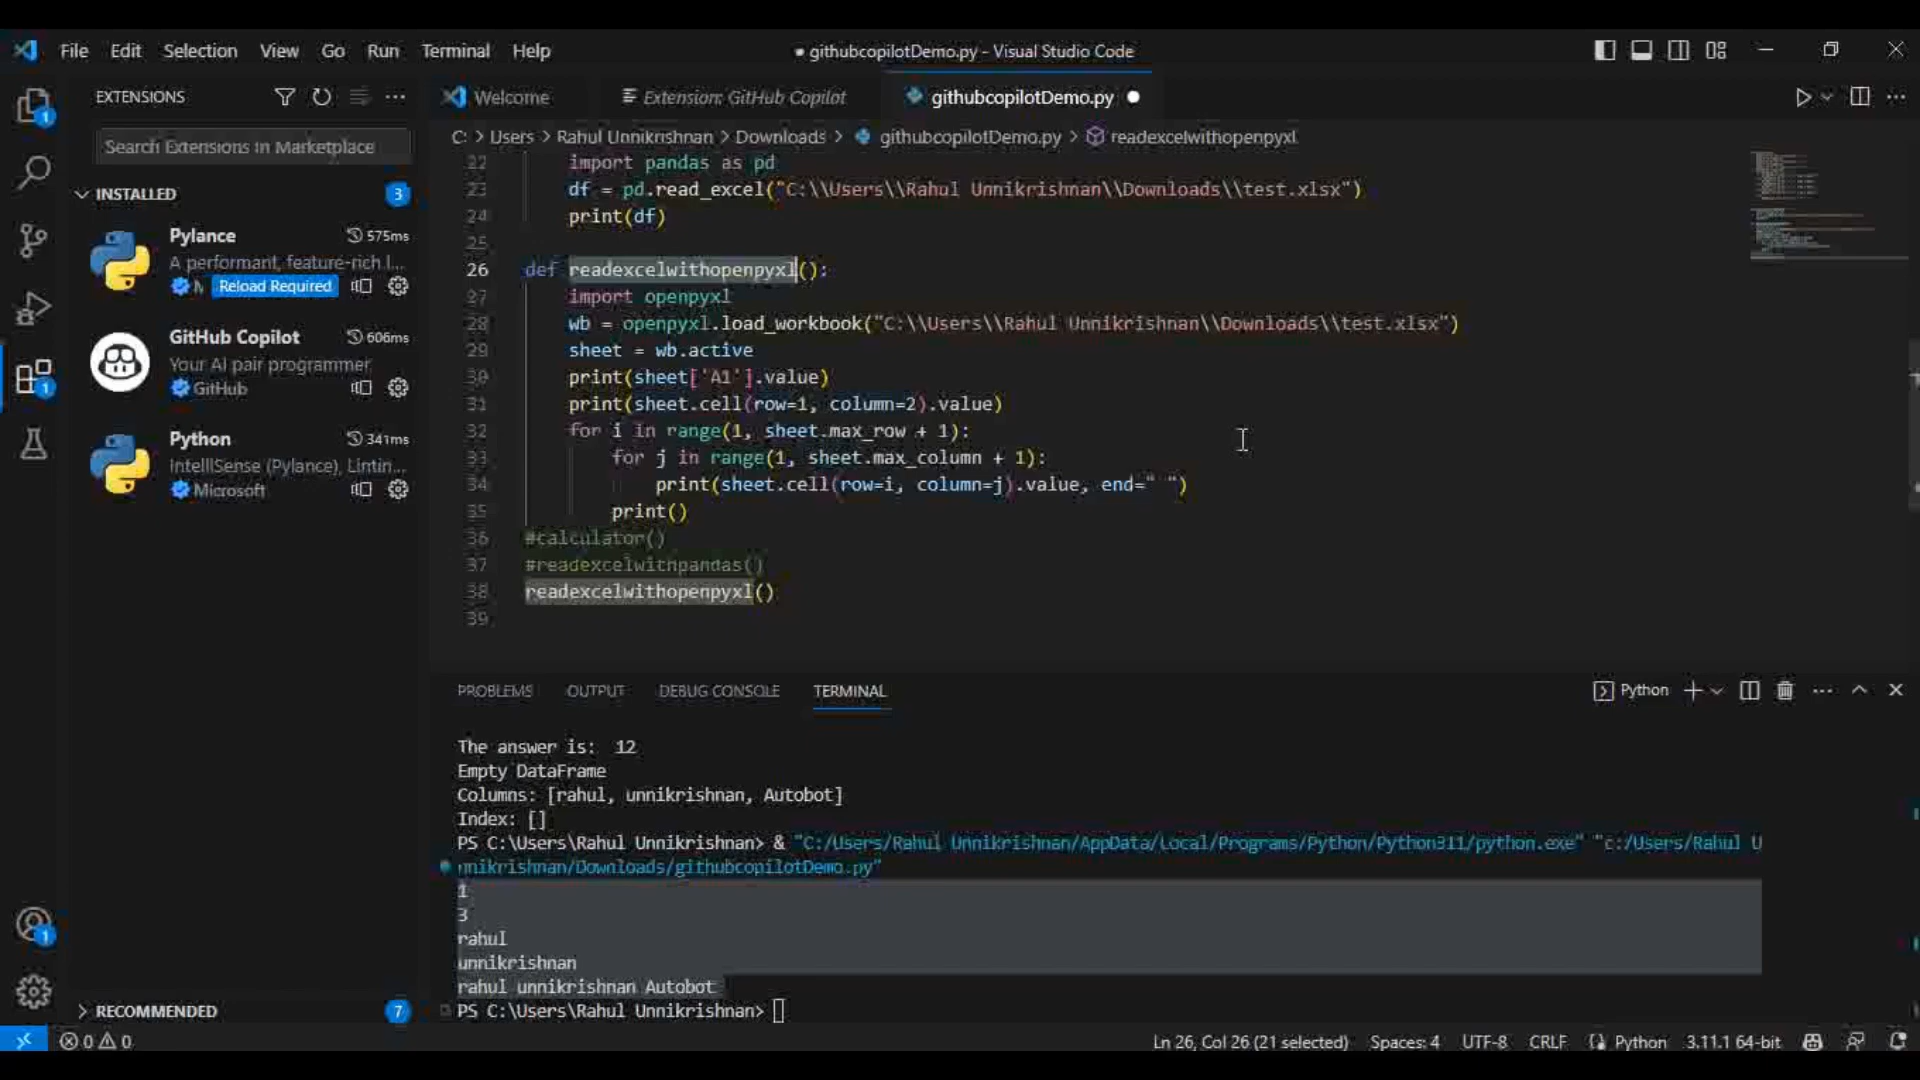 File Edit Selection View Go Run Terminal Help
● githubcopilotDemo.py - Visual Studio Code
EXTENSIONS
Search Extensions in Marketplace
INSTALLED 3
Pylance 575ms
A performant, feature-rich l...
M Reload Required
GitHub Copilot 606ms
Your AI pair programmer
GitHub
Python 341ms
IntelliSense (Pylance), Lintin...
Microsoft
RECOMMENDED 7
1
1
1
Welcome
Extension: GitHub Copilot
githubcopilotDemo.py ●
C: > Users > Rahul Unnikrishnan > Downloads > githubcopilotDemo.py > readexcelwithopenpyxl
22 import pandas as pd
23 df = pd.read_excel("C:\\Users\\Rahul Unnikrishnan\\Downloads\\test.xlsx")
24 print(df)
25
26 def readexcelwithopenpyxl():
27 import openpyxl
28 wb = openpyxl.load_workbook("C:\\Users\\Rahul Unnikrishnan\\Downloads\\test.xlsx")
29 sheet = wb.active
30 print(sheet['A1'].value)
31 print(sheet.cell(row=1, column=2).value)
32 for i in range(1, sheet.max_row + 1):
33 for j in range(1, sheet.max_column + 1):
34 print(sheet.cell(row=i, column=j).value, end=" ")
35 print()
36 #calculator()
37 #readexcelwithpandas()
38 readexcelwithopenpyxl()
39
PROBLEMS OUTPUT DEBUG CONSOLE TERMINAL
Python
The answer is:  12
Empty DataFrame
Columns: [rahul, unnikrishnan, Autobot]
Index: []
PS C:\Users\Rahul Unnikrishnan> & "C:/Users/Rahul Unnikrishnan/AppData/Local/Programs/Python/Python311/python.exe" "c:/Users/Rahul U
nnikrishnan/Downloads/githubcopilotDemo.py"
1
3
rahul
unnikrishnan
rahul unnikrishnan Autobot
PS C:\Users\Rahul Unnikrishnan>
0 0
Ln 26, Col 26 (21 selected) Spaces: 4 UTF-8 CRLF Python 3.11.1 64-bit